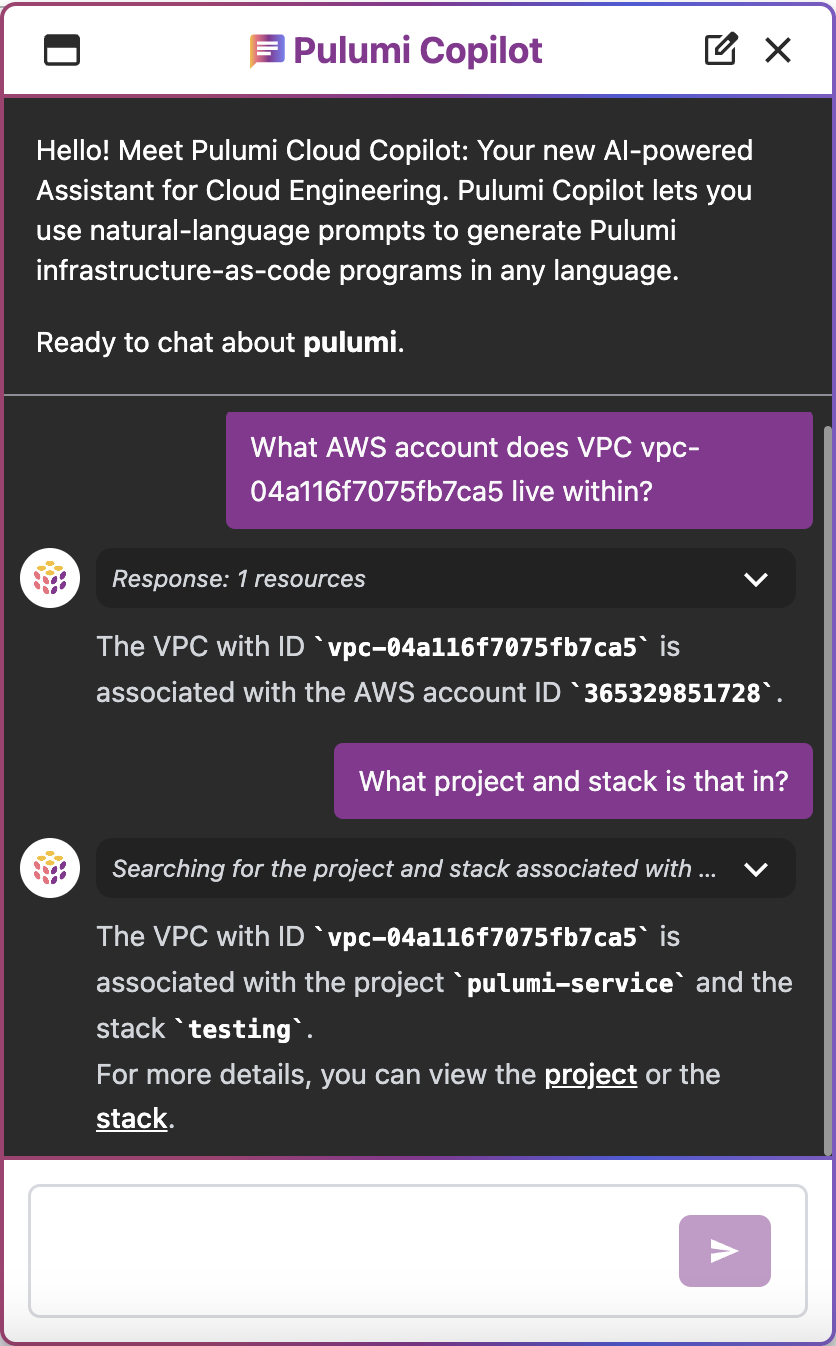 Pulumi Copilot
Hello! Meet Pulumi Cloud Copilot: Your new AI-powered
Assistant for Cloud Engineering. Pulumi Copilot lets you
use natural-language prompts to generate Pulumi
infrastructure-as-code programs in any language.
Ready to chat about pulumi.
What AWS account does VPC vpc-
04a116f7075fb7ca5 live within?
Response: 1 resources
The VPC with ID `vpc-04a116f7075fb7ca5` is
associated with the AWS account ID `365329851728`.
What project and stack is that in?
Searching for the project and stack associated with ...
The VPC with ID `vpc-04a116f7075fb7ca5` is
associated with the project `pulumi-service` and the
stack `testing`.
For more details, you can view the project or the
stack.